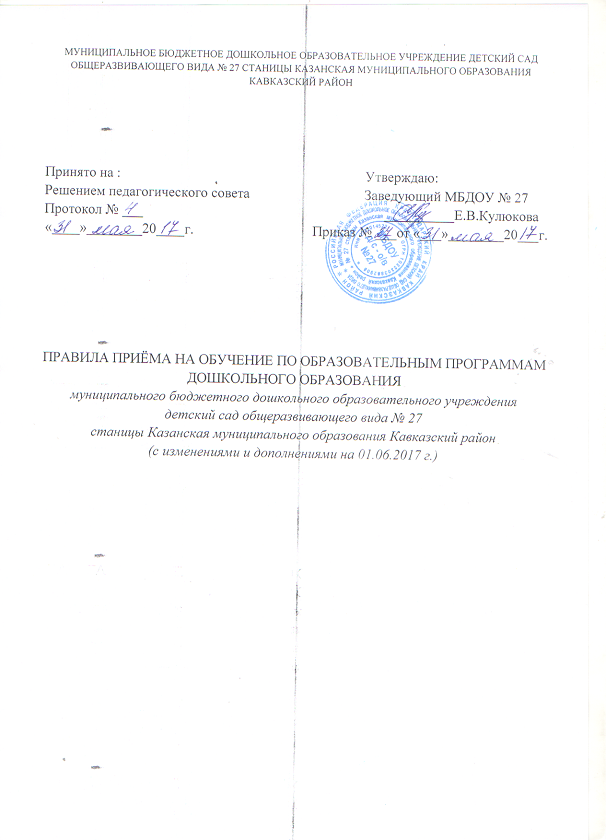 МУНИЦИПАЛЬНОЕ БЮДЖЕТНОЕ ДОШКОЛЬНОЕ ОБРАЗОВАТЕЛЬНОЕ УЧРЕЖДЕНИЕ ДЕТСКИЙ САД
ОБЩЕРАЗВИВАЮЩЕГО ВИДА № 27 СТАНИЦЫ КАЗАНСКАЯ МУНИЦИПАЛЬНОГО ОБРАЗОВАНИЯ
КАВКАЗСКИЙ РАЙОН
Принято на :
Решением педагогического совета
Протокол № 4
«31» мая 2017 г.
Утверждаю:
Заведующий МБДОУ № 27
Е.В.Кулюкова
Приказ № от «31» мая 2017 г.
МБДОУ
д/с - о/в
№27
ПРАВИЛА ПРИЁМА НА ОБУЧЕНИЕ ПО ОБРАЗОВАТЕЛЬНЫМ ПРОГРАММАМ
ДОШКОЛЬНОГО ОБРАЗОВАНИЯ
муниципального бюджетного дошкольного образовательного учреждения
детский сад общеразвивающего вида № 27
станицы Казанская муниципального образования Кавказский район
(с изменениями и дополнениями на 01.06.2017 г.)